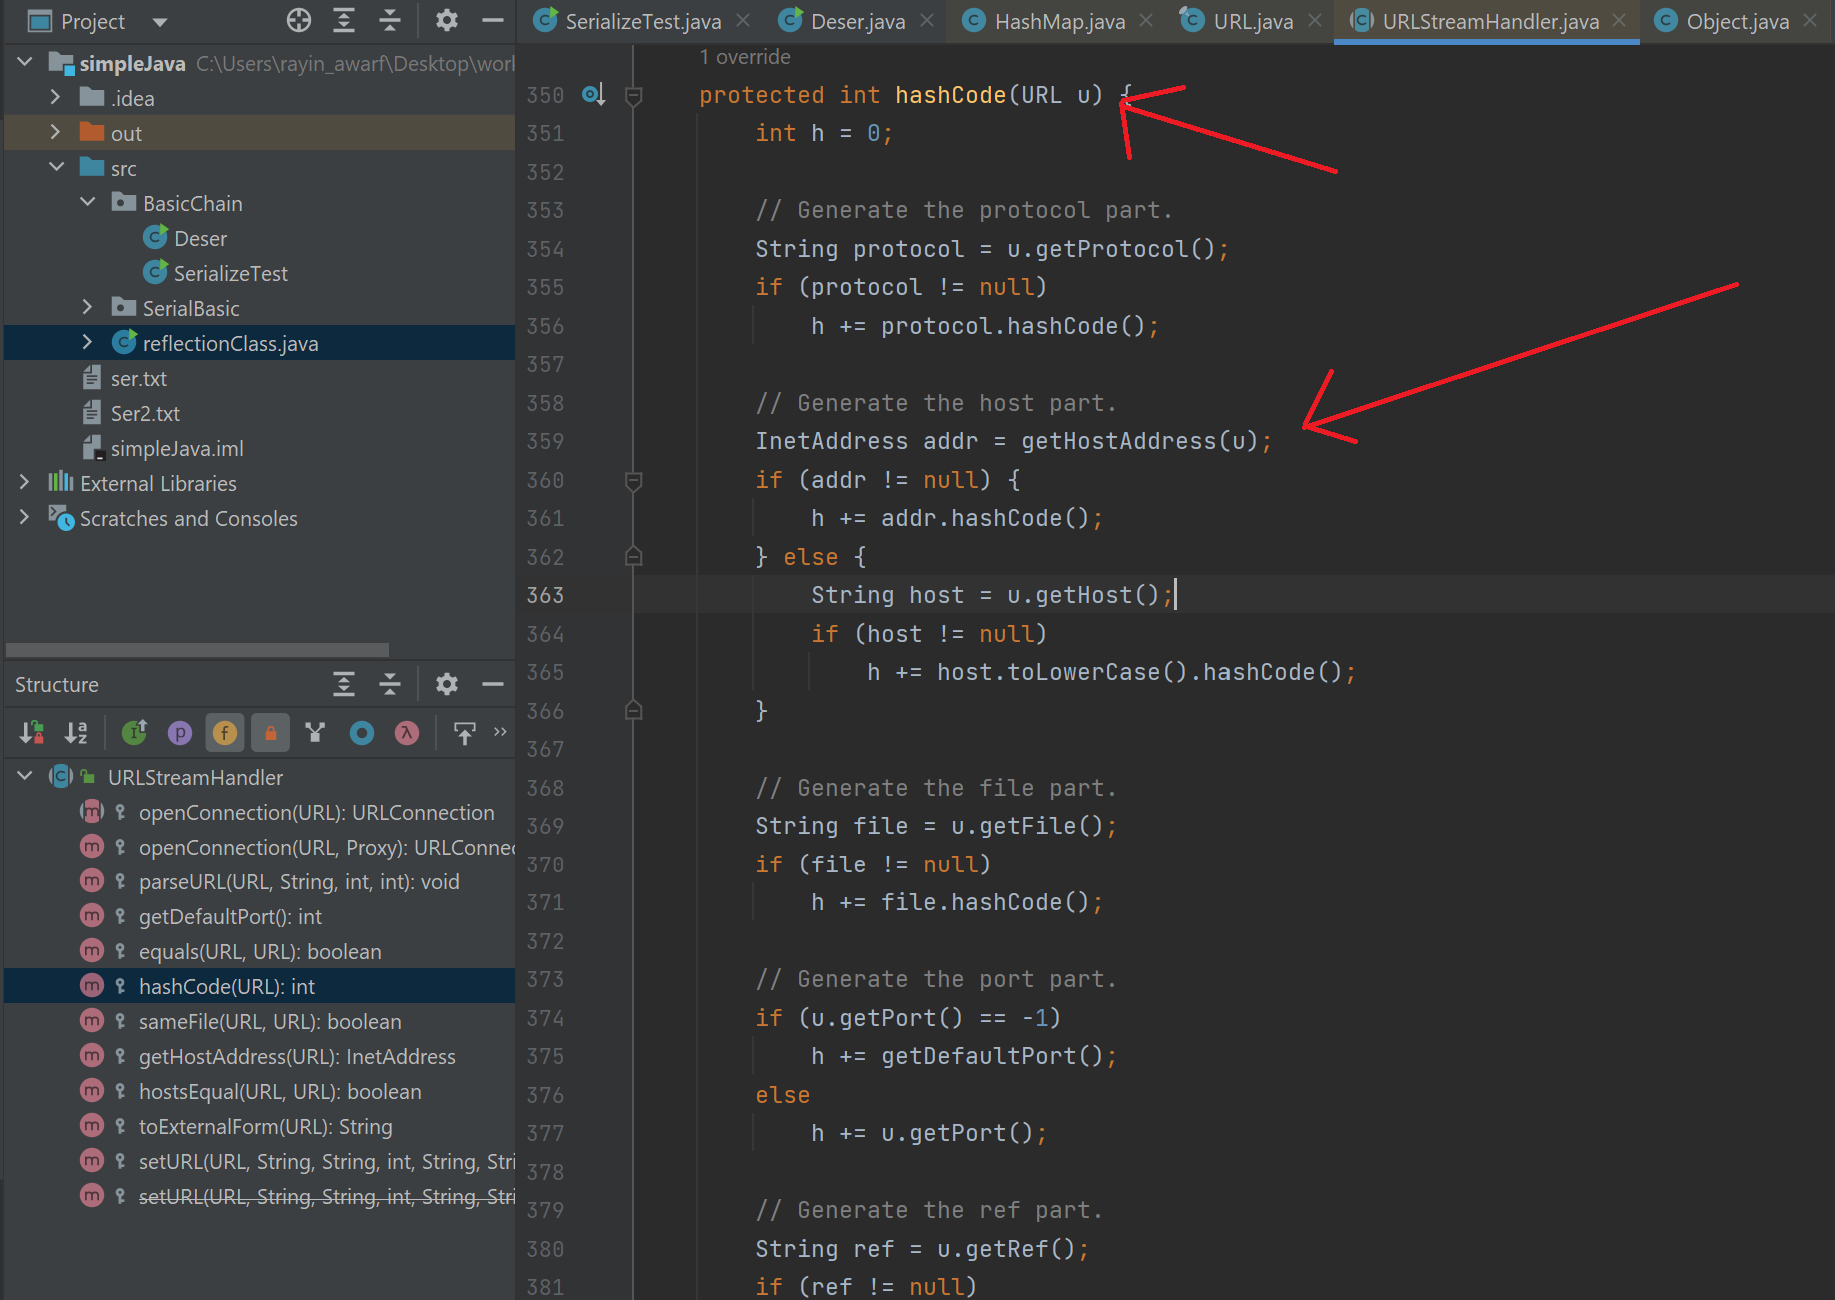 Project
simpleJava C:\Users\rayin_awarf\Desktop\wor
.idea
out
src
BasicChain
Deser
SerializeTest
SerialBasic
reflectionClass.java
ser.txt
Ser2.txt
simpleJava.iml
External Libraries
Scratches and Consoles
Structure
URLStreamHandler
openConnection(URL): URLConnection
openConnection(URL, Proxy): URLConnec
parseURL(URL, String, int, int): void
getDefaultPort(): int
equals(URL, URL): boolean
hashCode(URL): int
sameFile(URL, URL): boolean
getHostAddress(URL): InetAddress
hostsEqual(URL, URL): boolean
toExternalForm(URL): String
setURL(URL, String, String, int, String, Stri
setURL(URL, String, String, int, String, Stri
SerializeTest.java Deser.java HashMap.java URL.java URLStreamHandler.java Object.java
1 override
350 protected int hashCode(URL u) {
351 int h = 0;
352
353 // Generate the protocol part.
354 String protocol = u.getProtocol();
355 if (protocol != null)
356 h += protocol.hashCode();
357
358 // Generate the host part.
359 InetAddress addr = getHostAddress(u);
360 if (addr != null) {
361 h += addr.hashCode();
362 } else {
363 String host = u.getHost();
364 if (host != null)
365 h += host.toLowerCase().hashCode();
366 }
367
368 // Generate the file part.
369 String file = u.getFile();
370 if (file != null)
371 h += file.hashCode();
372
373 // Generate the port part.
374 if (u.getPort() == -1)
375 h += getDefaultPort();
376 else
377 h += u.getPort();
378
379 // Generate the ref part.
380 String ref = u.getRef();
381 if (ref != null)